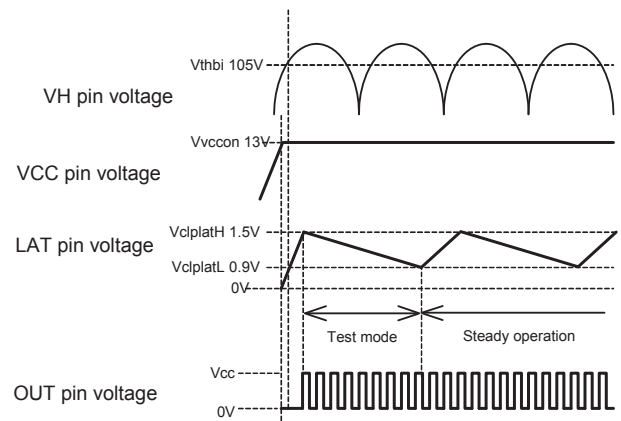 Vthbi 105V
VH pin voltage
Vvccon 13V
VCC pin voltage
VclplatH 1.5V
LAT pin voltage
VclplatL 0.9V
0V
Test mode
Steady operation
Vcc
OUT pin voltage
0V